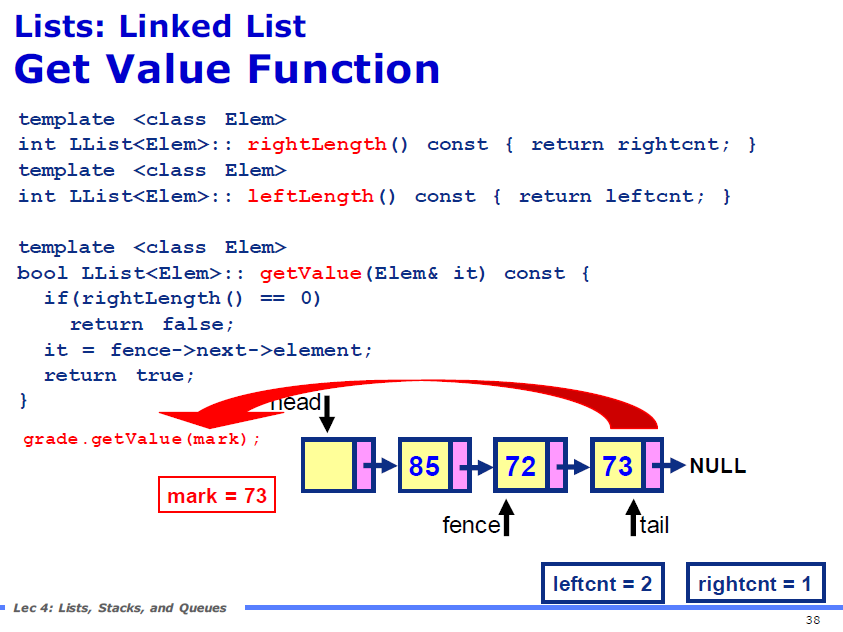 Lists: Linked List
Get Value Function
template <class Elem>
int LList<Elem>:: rightLength() const { return rightcnt; }
template <class Elem>
int LList<Elem>:: leftLength() const { return leftcnt; }
template <class Elem>
bool LList<Elem>:: getValue(Elem& it) const {
if(rightLength() == 0)
return false;
it = fence->next->element;
return true;
}
head
grade.getValue(mark);
85 72 73 NULL
mark = 73
fence tail
leftcnt = 2 rightcnt = 1
Lec 4: Lists, Stacks, and Queues
38